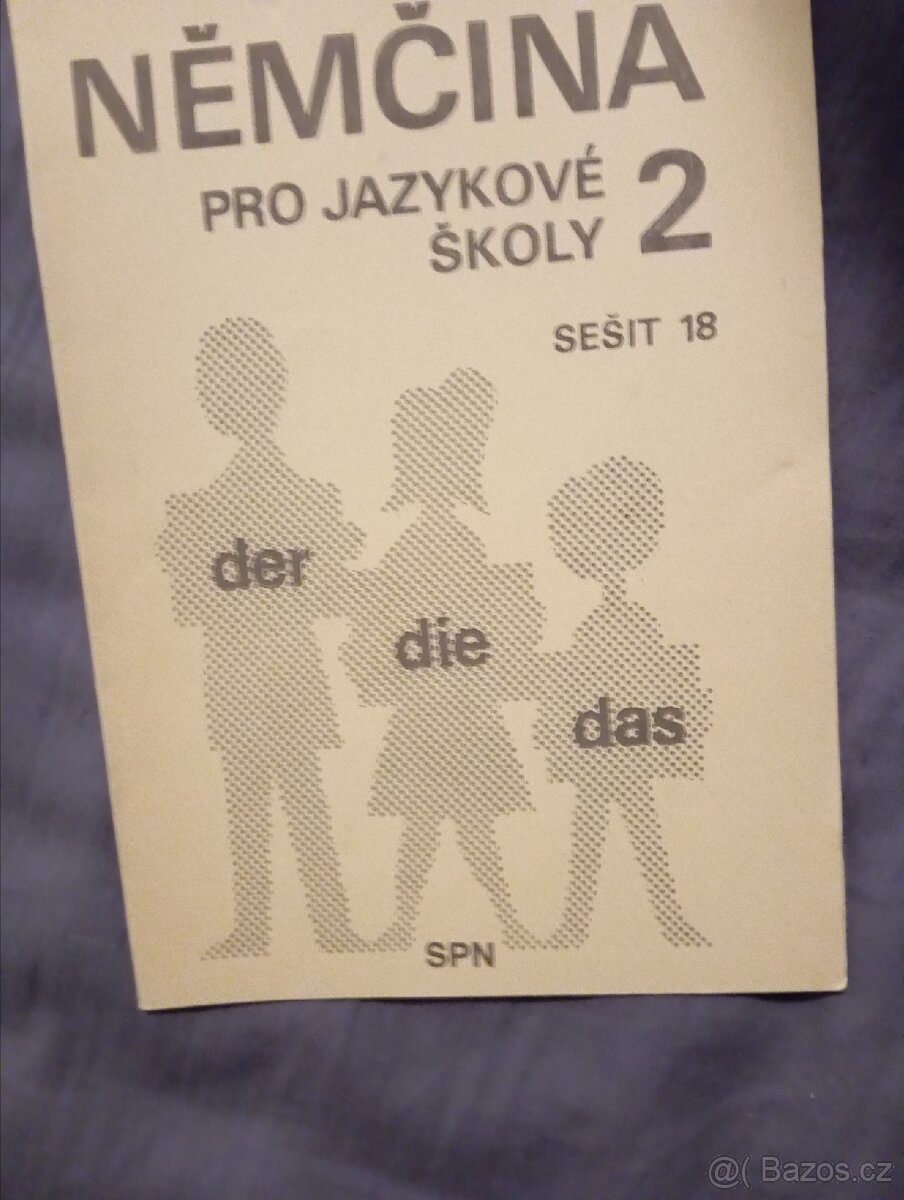 NĚMČINA
PRO JAZYKOVÉ
ŠKOLY 2
SEŠIT 18
der
die
das
SPN
@( Bazos.cz